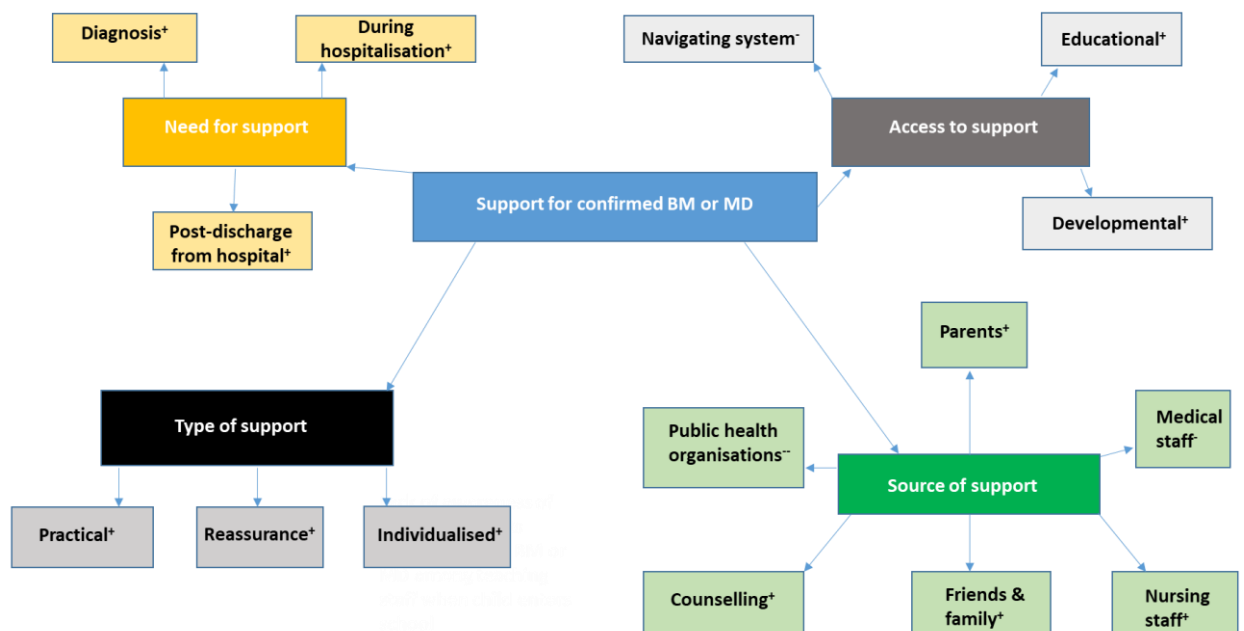 Diagnosis⁺
During
hospitalisation⁺
Navigating system⁻
Educational⁺
Need for support
Access to support
Support for confirmed BM or MD
Post-discharge
from hospital⁺
Developmental⁺
Parents⁺
Type of support
Public health
organisations⁻⁻
Medical
staff⁻
Source of support
Practical⁺
Reassurance⁺
Individualised⁺
Counselling⁺
Friends &
family⁺
Nursing
staff⁺